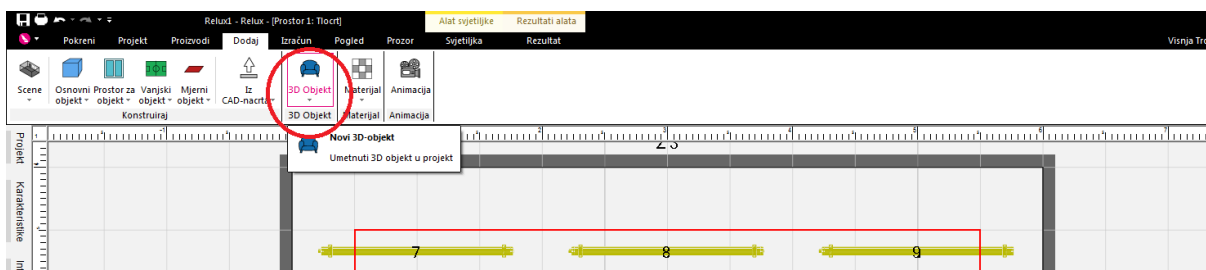 Relux1 - Relux - [Prostor 1: Tlocrt]
Alat svjetiljke Rezultati alata
Pokreni Projekt Proizvodi Dodaj Izračun Pogled Prozor Svjetiljka Rezultat
Scene
Osnovni objekt
Prostor za objekt
Vanjski objekt
Mjerni objekt
Iz CAD-nacrta
3D Objekt
Materijal
Animacija
Konstruiraj 3D Objekt Materijal Animacija
Novi 3D-objekt
Umetnuti 3D objekt u projekt
Projekt
Karakteristike
7 8 9